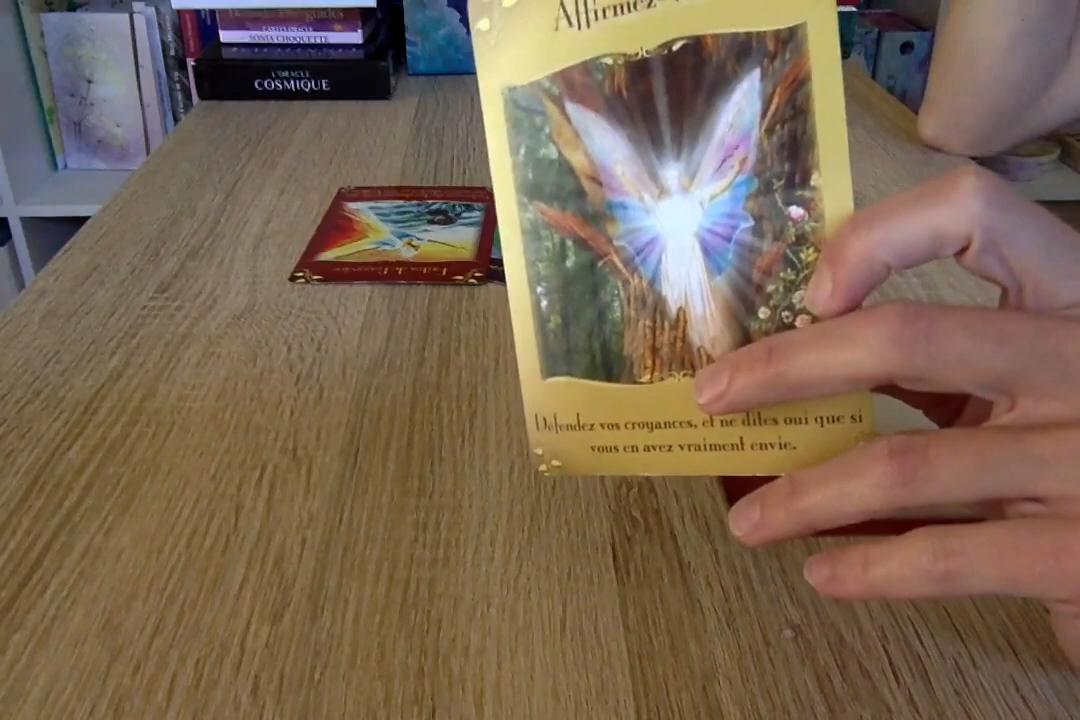 SONIA CHOQUETTE
L'ORACLE
COSMIQUE
Affirmez-
Défendez vos croyances, et ne dites oui que si
vous en avez vraiment envie.